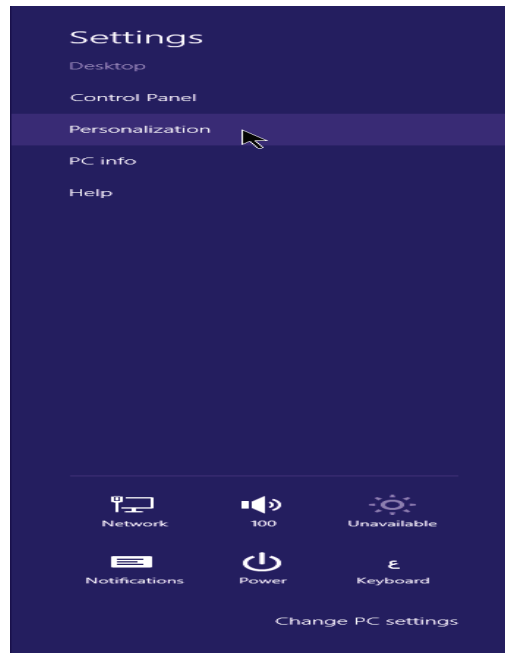 Settings
Desktop
Control Panel
Personalization
PC info
Help
Network 100 Unavailable
ع
Notifications Power Keyboard
Change PC settings